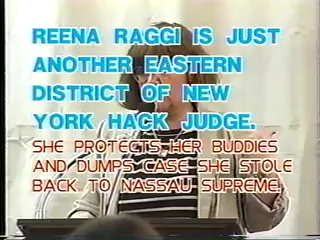 REENA RAGGI IS JUST
ANOTHER EASTERN
DISTRICT OF NEW
YORK HACK JUDGE.
SHE PROTECTS HER BUDDIES
AND DUMPS CASE SHE STOLE
BACK TO NASSAU SUPREME.